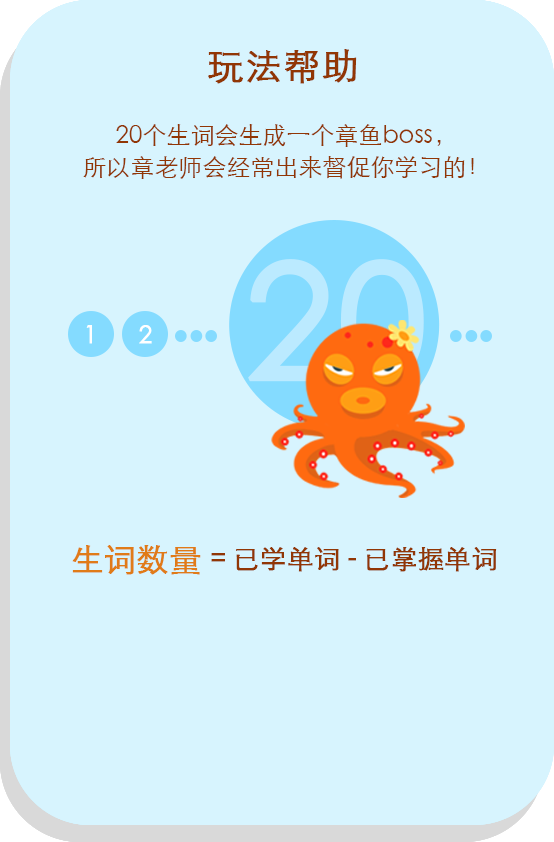 玩法帮助
20个生词会生成一个章鱼boss，
所以章老师会经常出来督促你学习的！
1 2 ••• 20 •••
生词数量 = 已学单词 - 已掌握单词